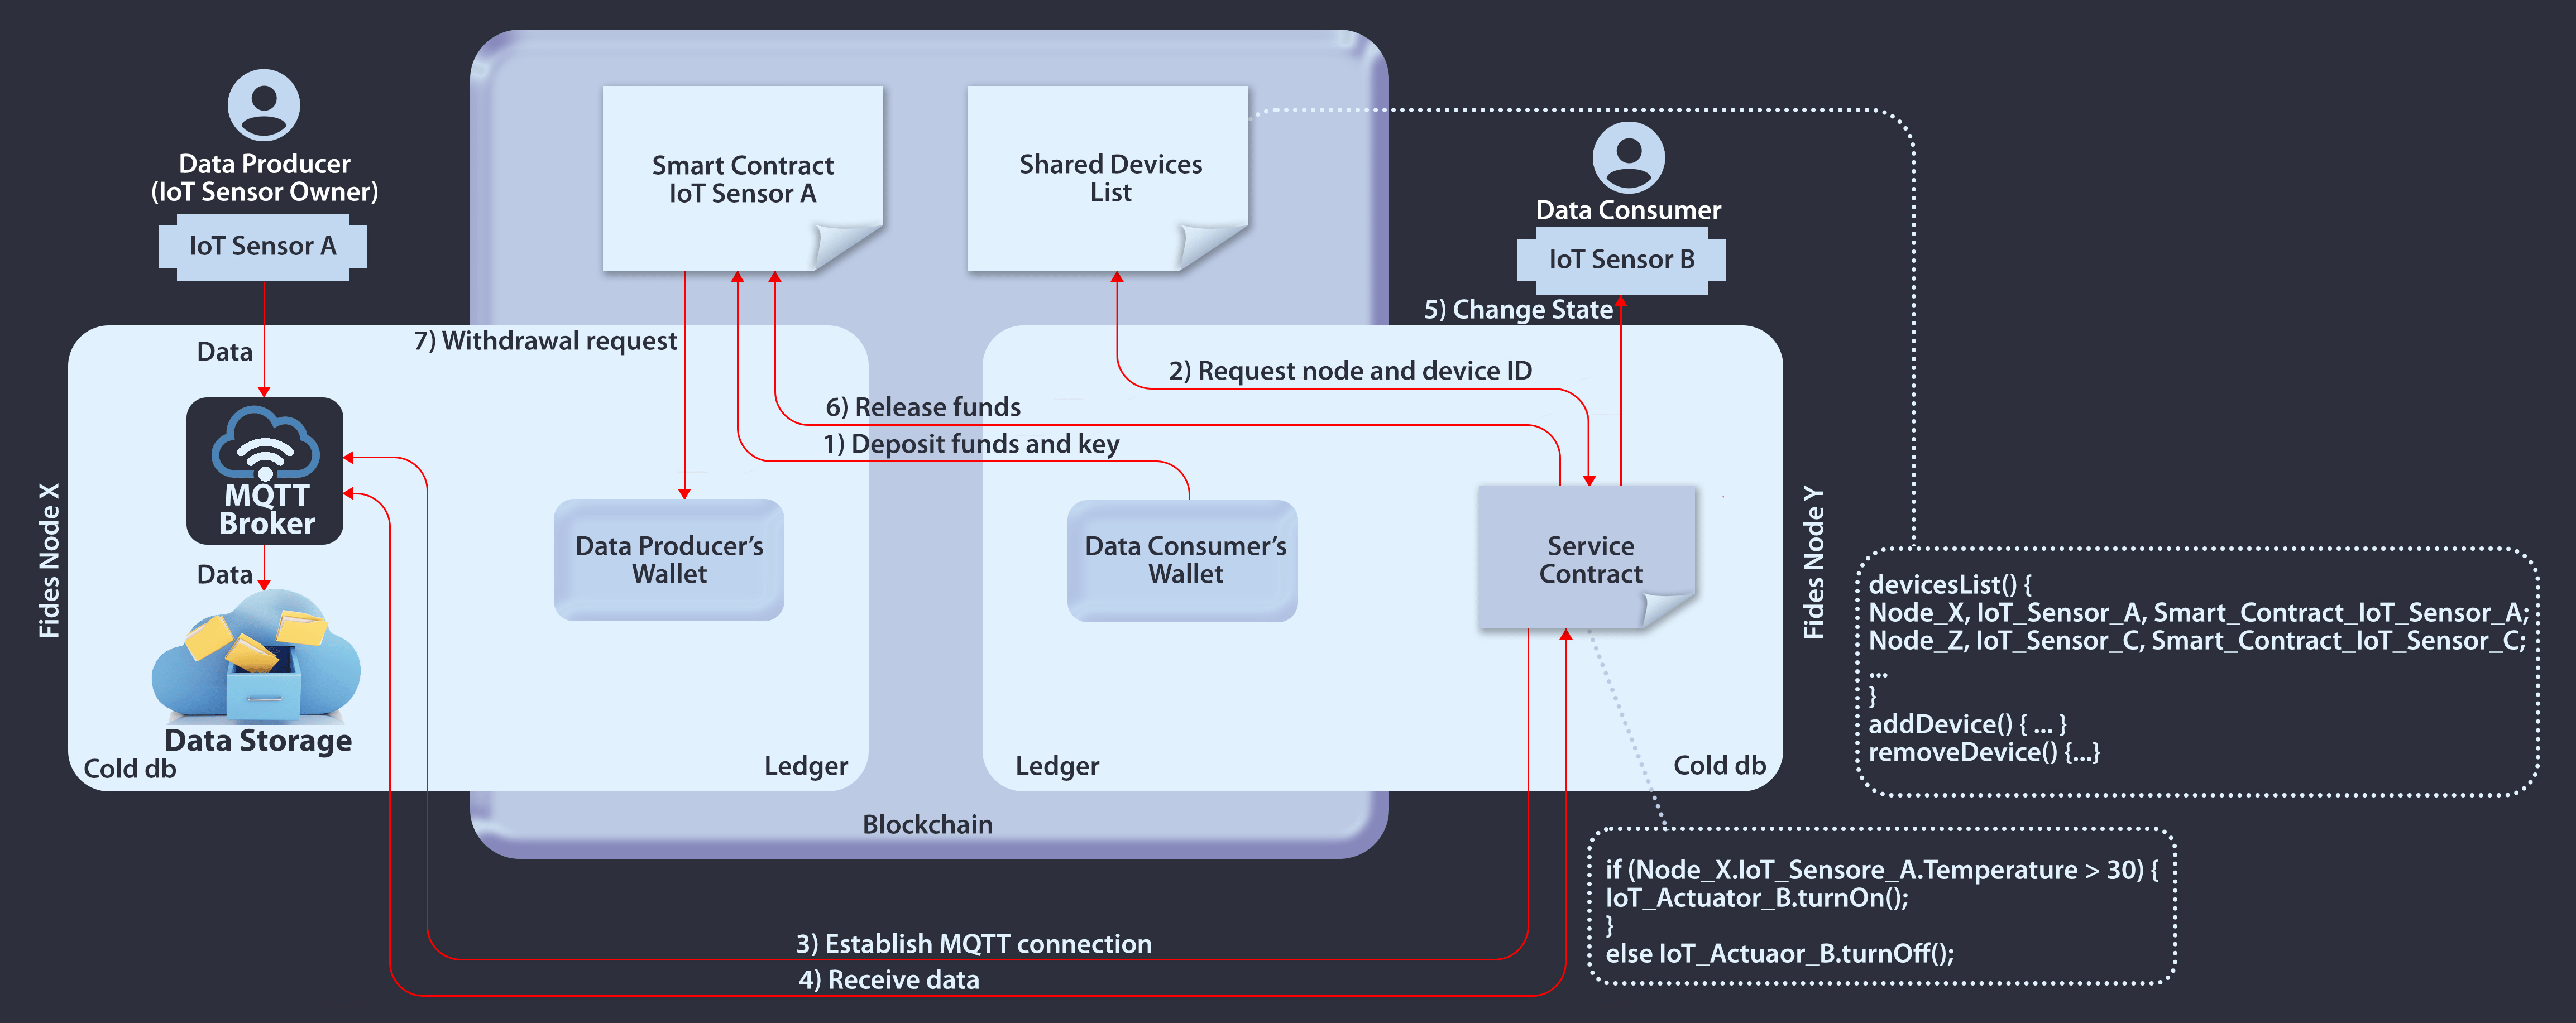 Data Producer
(IoT Sensor Owner)
IoT Sensor A
Smart Contract
IoT Sensor A
Shared Devices
List
Data Consumer
IoT Sensor B
5) Change State
7) Withdrawal request
Data
2) Request node and device ID
6) Release funds
1) Deposit funds and key
MQTT
Broker
Data
Data Storage
Cold db
Fides Node X
Data Producer's
Wallet
Ledger
Data Consumer's
Wallet
Ledger
Service
Contract
Cold db
Fides Node Y
Blockchain
devicesList() {
Node_X, IoT_Sensor_A, Smart_Contract_IoT_Sensor_A;
Node_Z, IoT_Sensor_C, Smart_Contract_IoT_Sensor_C;
...
}
addDevice() { ... }
removeDevice() {...}
if (Node_X.IoT_Sensore_A.Temperature > 30) {
IoT_Actuator_B.turnOn();
}
else IoT_Actuaor_B.turnOff();
3) Establish MQTT connection
4) Receive data